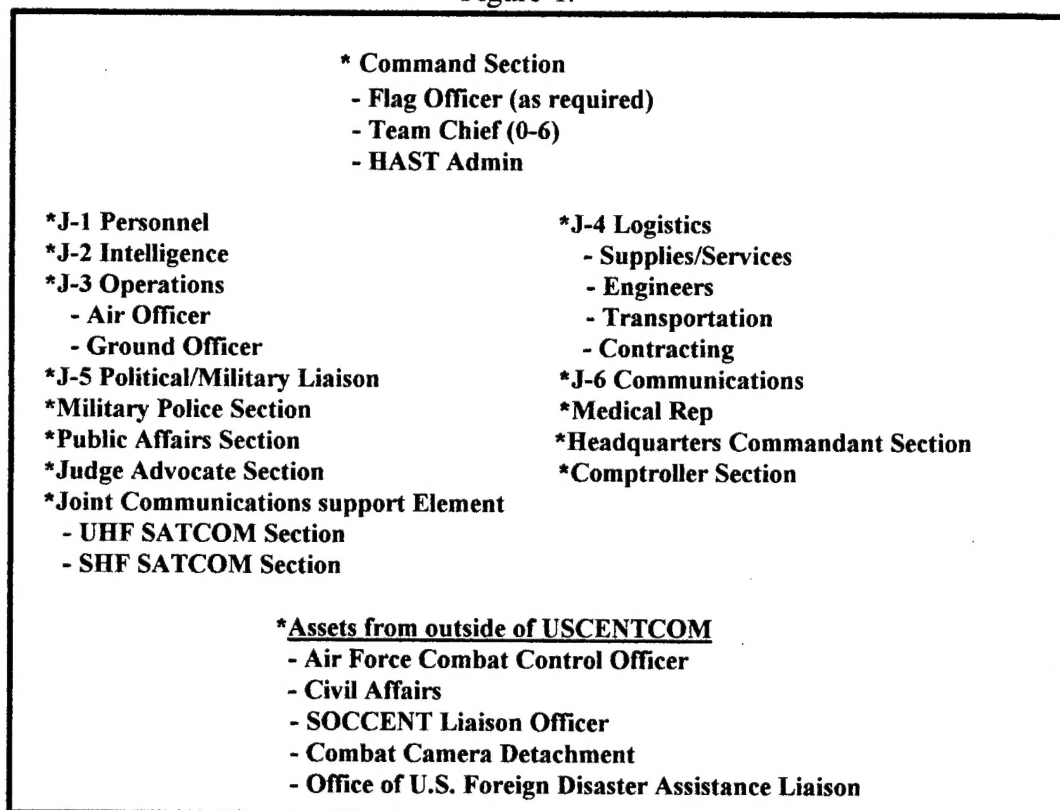 Figure 1.
* Command Section
- Flag Officer (as required)
- Team Chief (0-6)
- HAST Admin
*J-1 Personnel
*J-2 Intelligence
*J-3 Operations
- Air Officer
- Ground Officer
*J-5 Political/Military Liaison
*Military Police Section
*Public Affairs Section
*Judge Advocate Section
*Joint Communications support Element
- UHF SATCOM Section
- SHF SATCOM Section
*J-4 Logistics
- Supplies/Services
- Engineers
- Transportation
- Contracting
*J-6 Communications
*Medical Rep
*Headquarters Commandant Section
*Comptroller Section
*Assets from outside of USCENTCOM
- Air Force Combat Control Officer
- Civil Affairs
- SOCCENT Liaison Officer
- Combat Camera Detachment
- Office of U.S. Foreign Disaster Assistance Liaison